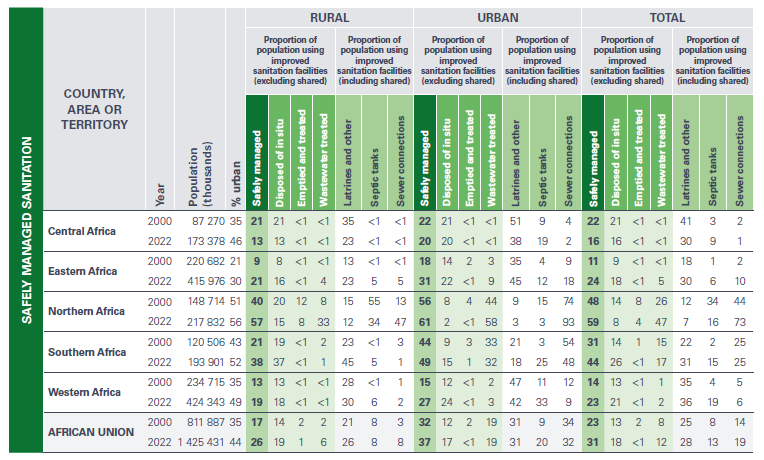 RURAL URBAN TOTAL
Proportion of Proportion of Proportion of Proportion of Proportion of Proportion of
population using population using population using population using population using population using
improved improved improved improved improved improved
sanitation facilities sanitation facilities sanitation facilities sanitation facilities sanitation facilities sanitation facilities
(excluding shared) (including shared) (excluding shared) (including shared) (excluding shared) (including shared)
SAFELY MANAGED SANITATION
COUNTRY,
AREA OR
TERRITORY
Year
Population
(thousands)
% urban
Safely managed
Disposed of in situ
Emptied and treated
Wastewater treated
Latrines and other
Septic tanks
Sewer connections
Safely managed
Disposed of in situ
Emptied and treated
Wastewater treated
Latrines and other
Septic tanks
Sewer connections
Safely managed
Disposed of in situ
Emptied and treated
Wastewater treated
Latrines and other
Septic tanks
Sewer connections
Central Africa
2000 87 270 35 21 21 <1 <1 35 <1 <1 22 21 <1 <1 51 9 4 22 21 <1 <1 41 3 2
2022 173 378 46 13 13 <1 <1 23 <1 <1 20 20 <1 <1 38 19 2 16 16 <1 <1 30 9 1
Eastern Africa
2000 220 682 21 9 8 <1 <1 13 <1 <1 18 14 2 3 35 4 9 11 9 <1 <1 18 1 2
2022 415 976 30 21 16 <1 4 23 5 5 31 22 <1 9 45 12 18 24 18 <1 5 30 6 10
Northern Africa
2000 148 714 51 40 20 12 8 15 55 13 56 8 4 44 9 15 74 48 14 8 26 12 34 44
2022 217 832 56 57 15 8 33 12 34 47 61 2 <1 58 3 3 93 59 8 4 47 7 16 73
Southern Africa
2000 120 506 43 21 19 <1 2 23 <1 3 44 9 3 33 21 3 54 31 14 1 15 22 2 25
2022 193 901 52 38 37 <1 1 45 5 1 49 15 1 32 18 25 48 44 26 <1 17 31 15 25
Western Africa
2000 234 715 35 13 13 <1 <1 28 <1 1 15 12 <1 2 47 11 12 14 13 <1 1 35 4 5
2022 424 343 49 19 18 <1 <1 30 6 2 27 24 <1 3 42 33 9 23 21 <1 2 36 19 6
AFRICAN UNION
2000 811 887 35 17 14 2 2 21 8 3 32 12 2 19 31 9 34 23 13 2 8 25 8 14
2022 1 425 431 44 26 19 1 6 26 8 8 37 17 <1 19 31 20 32 31 18 <1 12 28 13 19